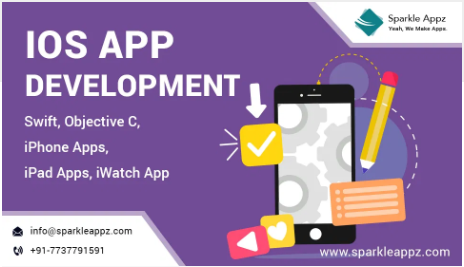 Sparkle Appz
Yeah, We Make Apps.
IOS APP
DEVELOPMENT
Swift, Objective C,
iPhone Apps,
iPad Apps, iWatch App
info@sparkleappz.com
+91-7737791591
www.sparkleappz.com